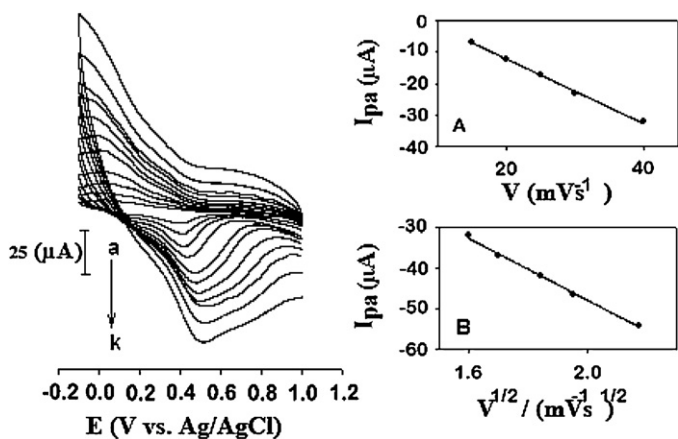 25 (µA)
a
k
-0.2 0.0 0.2 0.4 0.6 0.8 1.0 1.2
E (V vs. Ag/AgCl)
0
-10
-20
-30
-40
Ipa (µA)
A
20 40
V (mVs⁻¹)
-30
-40
-50
-60
Ipa (µA)
B
1.6 2.0
V^1/2 / (mVs⁻¹)^1/2